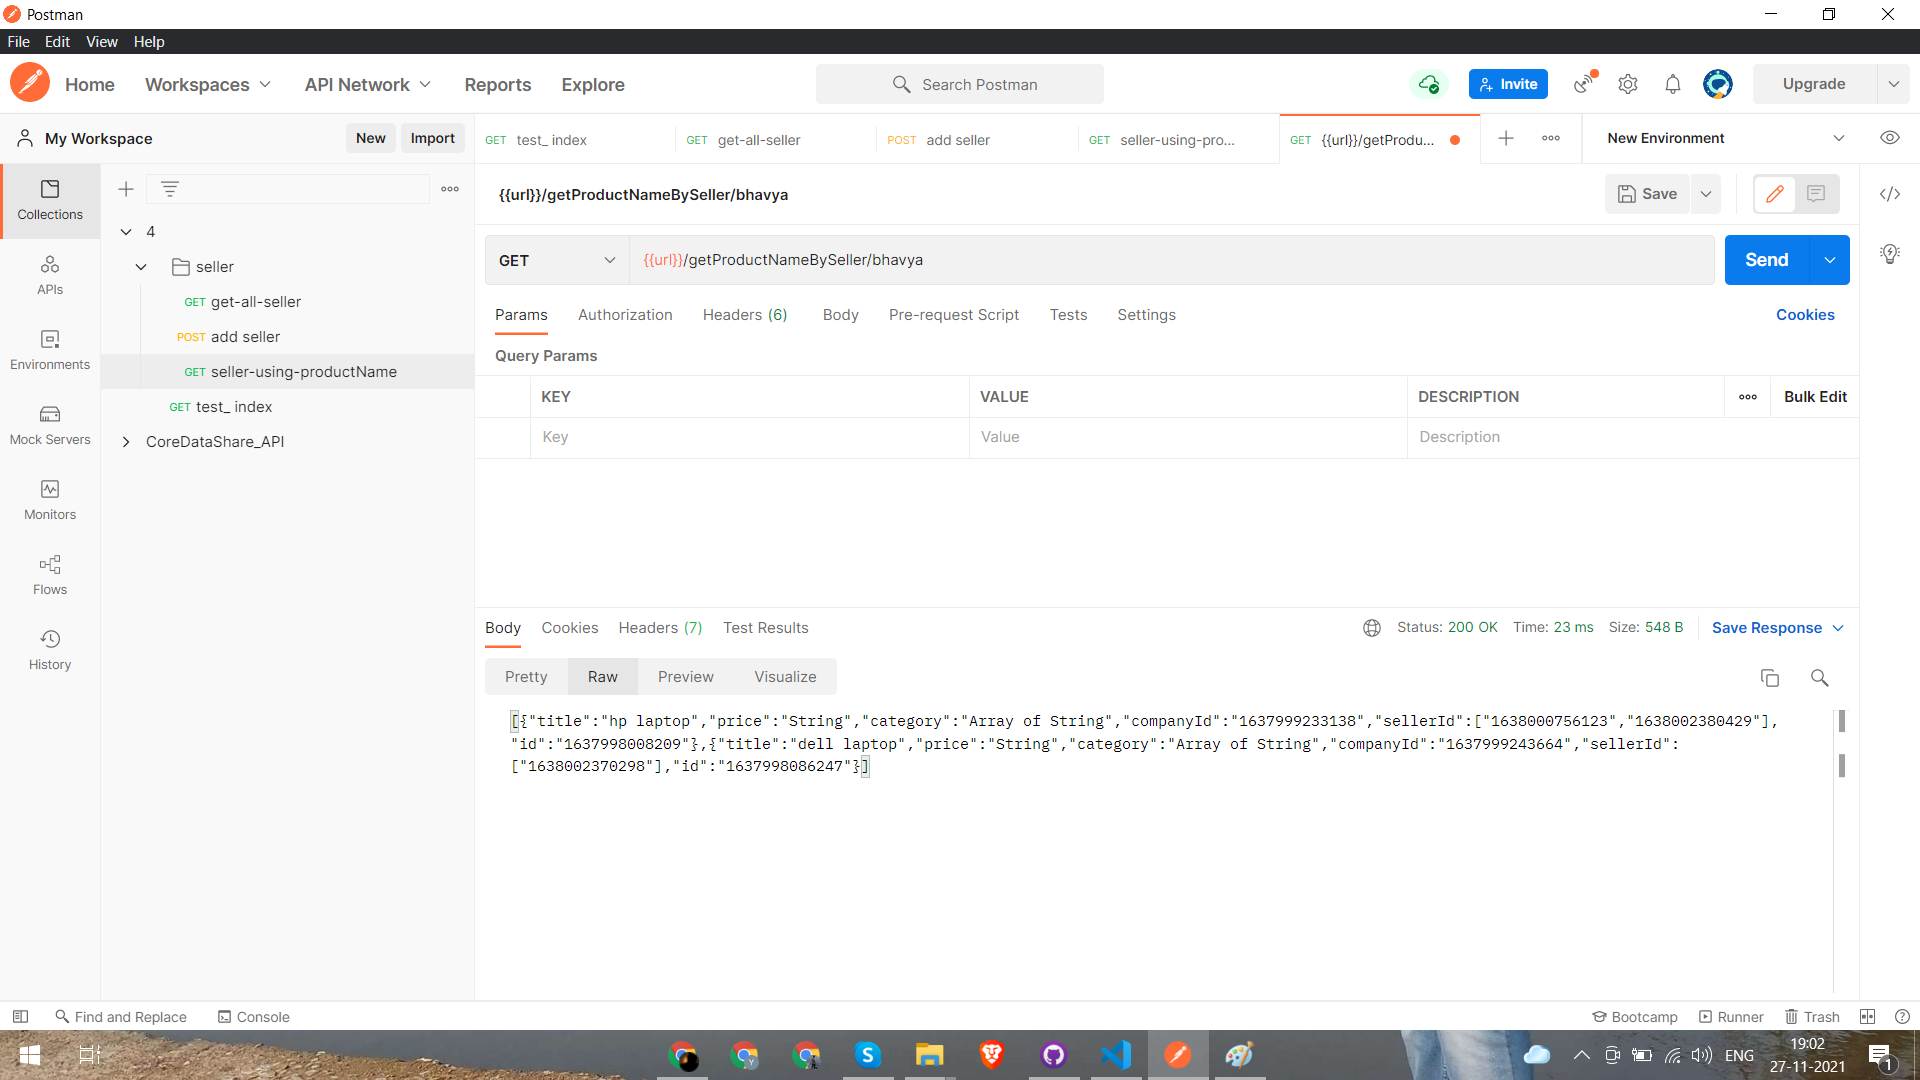 Postman
File Edit View Help
Home Workspaces API Network Reports Explore Search Postman Invite Upgrade
My Workspace New Import
GET test_ index GET get-all-seller POST add seller GET seller-using-pro... GET {{url}}/getProdu... New Environment
Collections
APIs
Environments
Mock Servers
Monitors
Flows
History
4
seller
GET get-all-seller
POST add seller
GET seller-using-productName
GET test_ index
CoreDataShare_API
{{url}}/getProductNameBySeller/bhavya Save
GET {{url}}/getProductNameBySeller/bhavya Send
Params Authorization Headers (6) Body Pre-request Script Tests Settings Cookies
Query Params
KEY VALUE DESCRIPTION Bulk Edit
Key Value Description
Body Cookies Headers (7) Test Results Status: 200 OK Time: 23 ms Size: 548 B Save Response
Pretty Raw Preview Visualize
[{"title":"hp laptop","price":"String","category":"Array of String","companyId":"1637999233138","sellerId":["1638000756123","1638002380429"],
"id":"1637998008209"},{"title":"dell laptop","price":"String","category":"Array of String","companyId":"1637999243664","sellerId":
["1638002370298"],"id":"1637998086247"}]
Find and Replace Console Bootcamp Runner Trash
ENG 19:02
27-11-2021 1